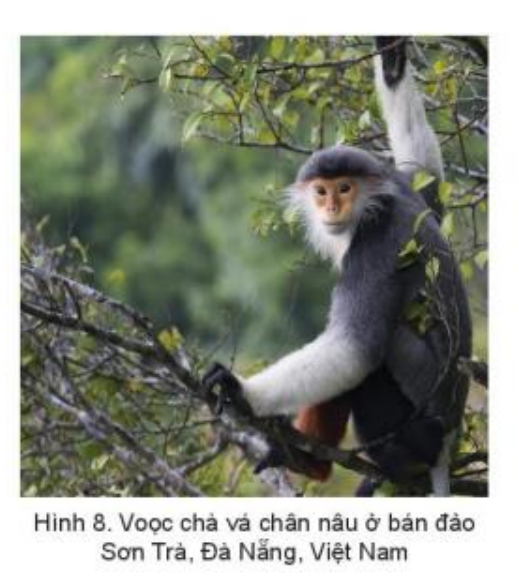 Hình 8. Voọc chà vá chân nâu ở bán đảo
Sơn Trà, Đà Nẵng, Việt Nam